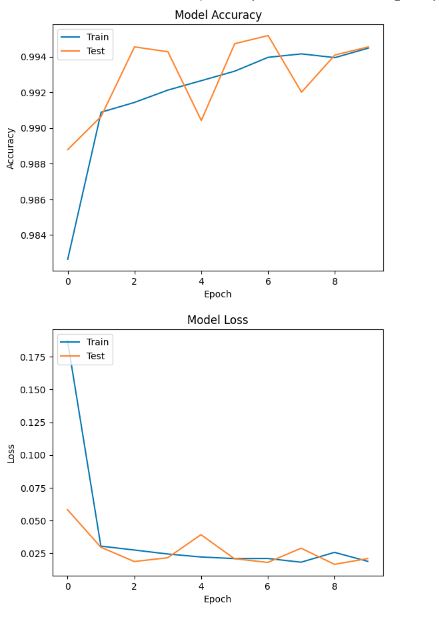 Model Accuracy
Train
Test
0.994
0.992
0.990
0.988
0.986
0.984
Accuracy
0
2
4
6
8
Epoch
Model Loss
Train
Test
0.175
0.150
0.125
0.100
0.075
0.050
0.025
Loss
0
2
4
6
8
Epoch